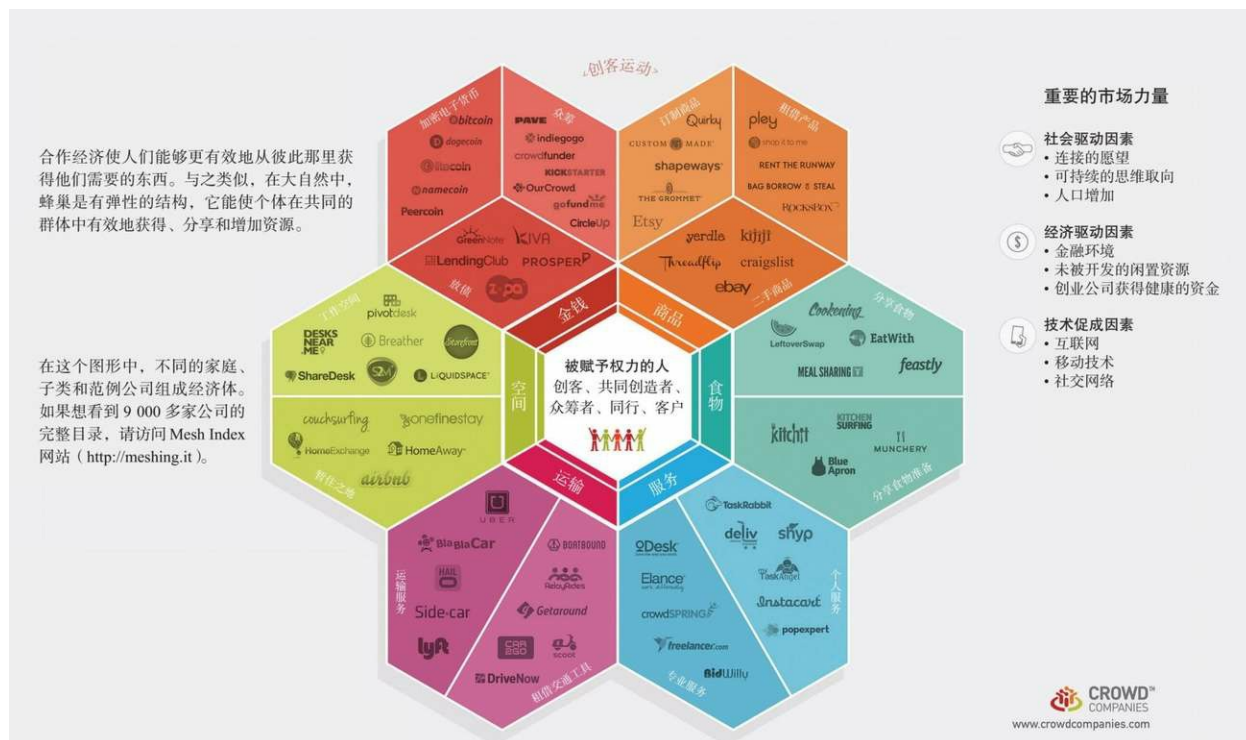 创客运动
合作经济使人们能够更有效地从彼此那里获
得他们需要的东西。与之类似，在大自然中，
蜂巢是有弹性的结构，它能使个体在共同的
群体中有效地获得、分享和增加资源。
在这个图形中，不同的家庭、
子类和范例公司组成经济体。
如果想看到 9 000 多家公司的
完整目录，请访问 Mesh Index
网站（http://meshing.it）。
加密电子货币
bitcoin
dogecoin
litecoin
namecoin
Peercoin
众筹
PAVE
indiegogo
crowdfunder
KICKSTARTER
OurCrowd
gofundme
CircleUp
GreenNote
KIVA
LendingClub
PROSPER
zopa
放债
金钱
订制商品
Quirky
CUSTOM MADE
shapeways
THE GROMMET
Etsy
租借产品
pley
snap it to me
RENT THE RUNWAY
BAG BORROW OR STEAL
ROCKSBOX
yerdle
kijiji
Threadflip
craigslist
ebay
二手商品
商品
工作空间
pivotdesk
DESKS
NEAR
ME
Breather
Storefront
ShareDesk
S2M
LIQUIDSPACE
couchsurfing
onefinestay
HomeExchange
HomeAway
airbnb
暂住之地
空间
被赋予权力的人
创客、共同创造者、
众筹者、同行、客户
分享食物
Cookening
LeftoverSwap
EatWith
MEAL SHARING
feastly
kitchit
KITCHEN
SURFING
MUNCHERY
Blue
Apron
分享食物准备
食物
运输
UBER
BlaBlaCar
HAILO
Side-car
lyft
运输服务
BOATBOUND
RelayRides
Getaround
CAR
2GO
scoot
DriveNow
租借交通工具
服务
oDesk
Elance
crowdSPRING
freelancer.com
BidWilly
专业服务
TaskRabbit
deliv
shyp
my
TaskAngel
Instacart
popexpert
个人服务
重要的市场力量
社会驱动因素
• 连接的愿望
• 可持续的思维取向
• 人口增加
经济驱动因素
• 金融环境
• 未被开发的闲置资源
• 创业公司获得健康的资金
技术促成因素
• 互联网
• 移动技术
• 社交网络
CROWD™
COMPANIES
www.crowdcompanies.com